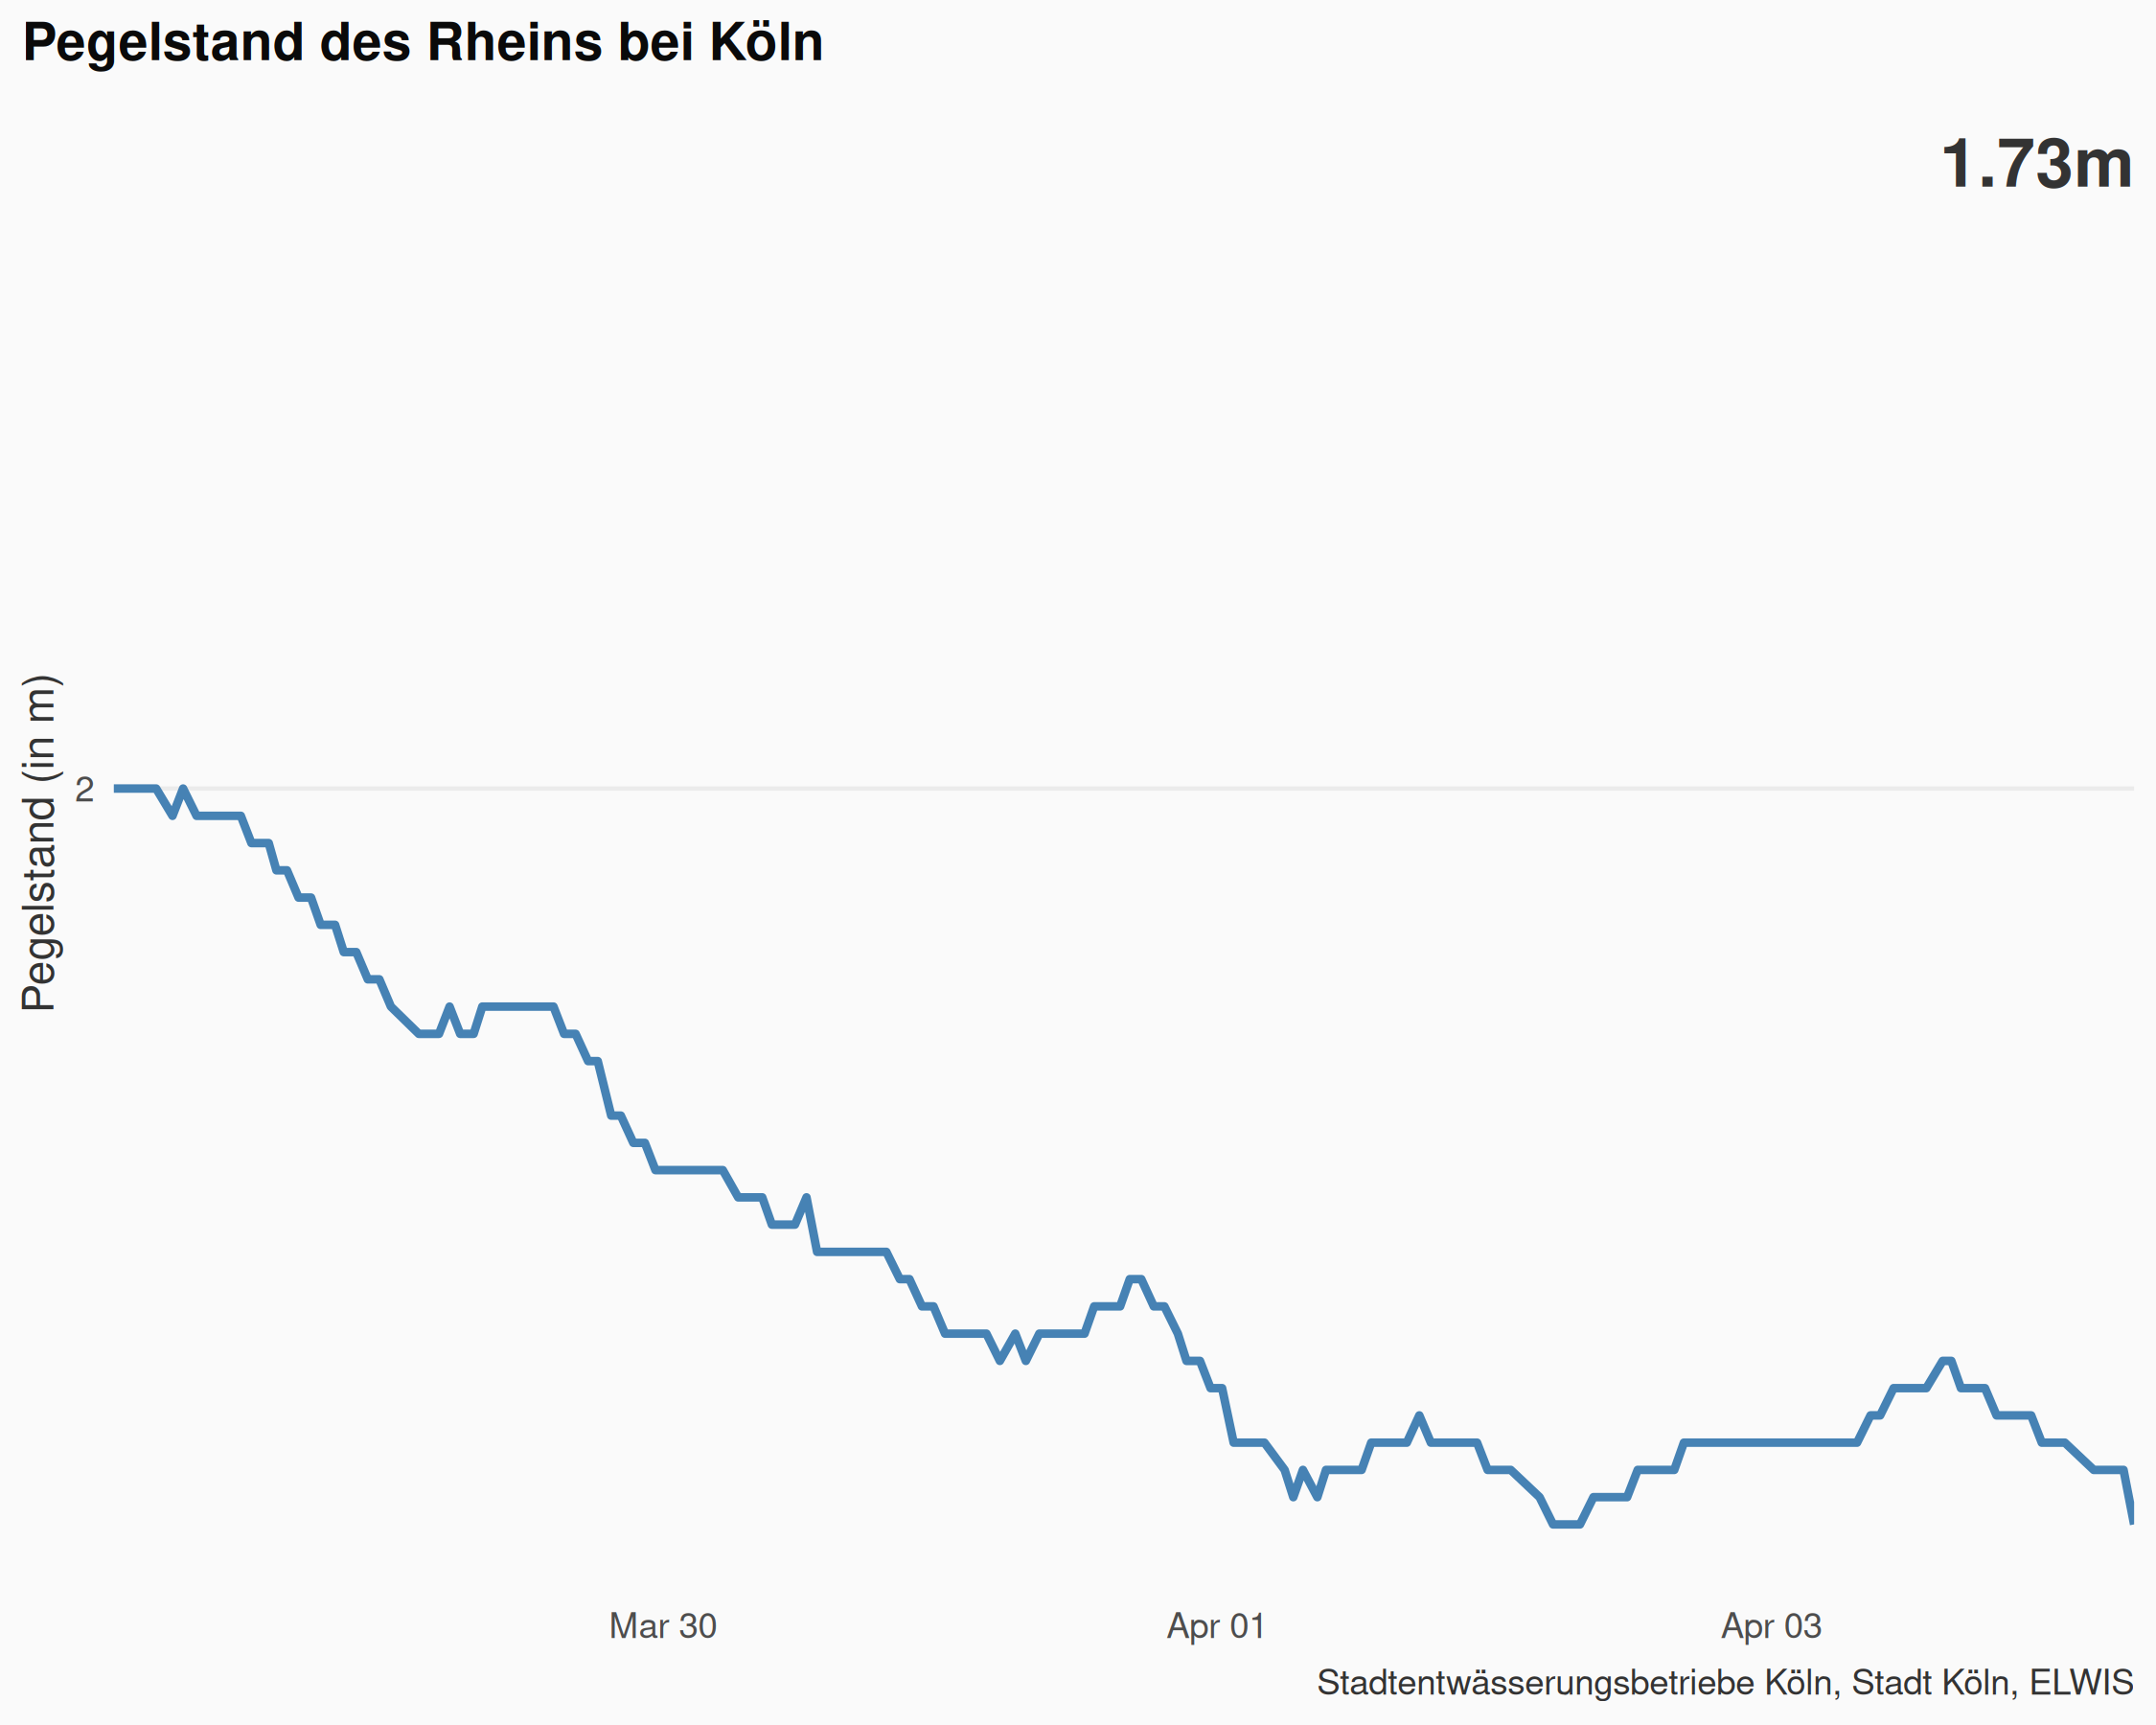 Pegelstand des Rheins bei Köln
1.73m
Pegelstand (in m)
2
Mar 30
Apr 01
Apr 03
Stadtentwässerungsbetriebe Köln, Stadt Köln, ELWIS